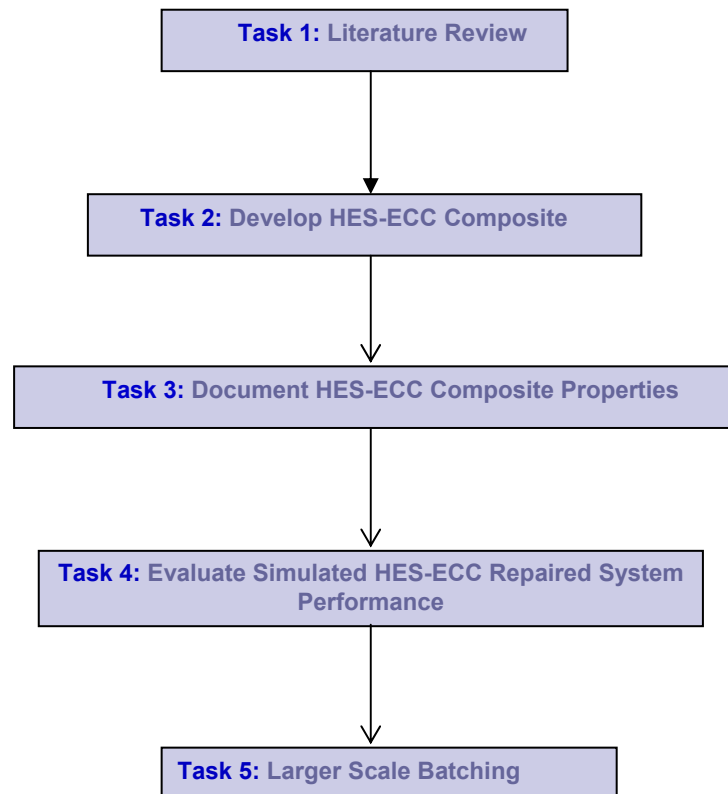 Task 1: Literature Review
Task 2: Develop HES-ECC Composite
Task 3: Document HES-ECC Composite Properties
Task 4: Evaluate Simulated HES-ECC Repaired System
Performance
Task 5: Larger Scale Batching